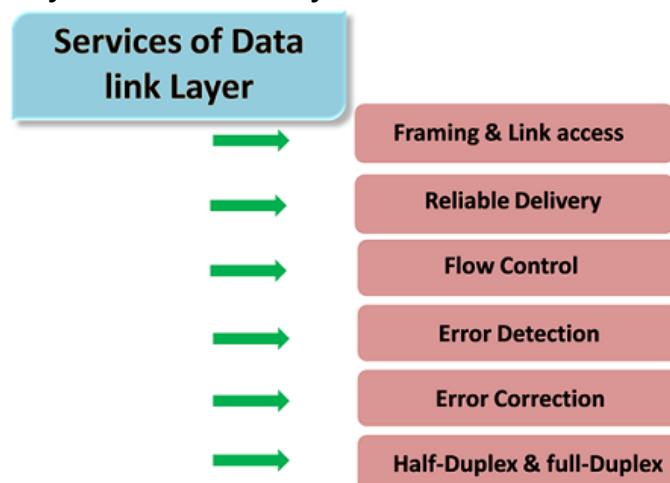 Services of Data
link Layer
Framing & Link access
Reliable Delivery
Flow Control
Error Detection
Error Correction
Half-Duplex & full-Duplex